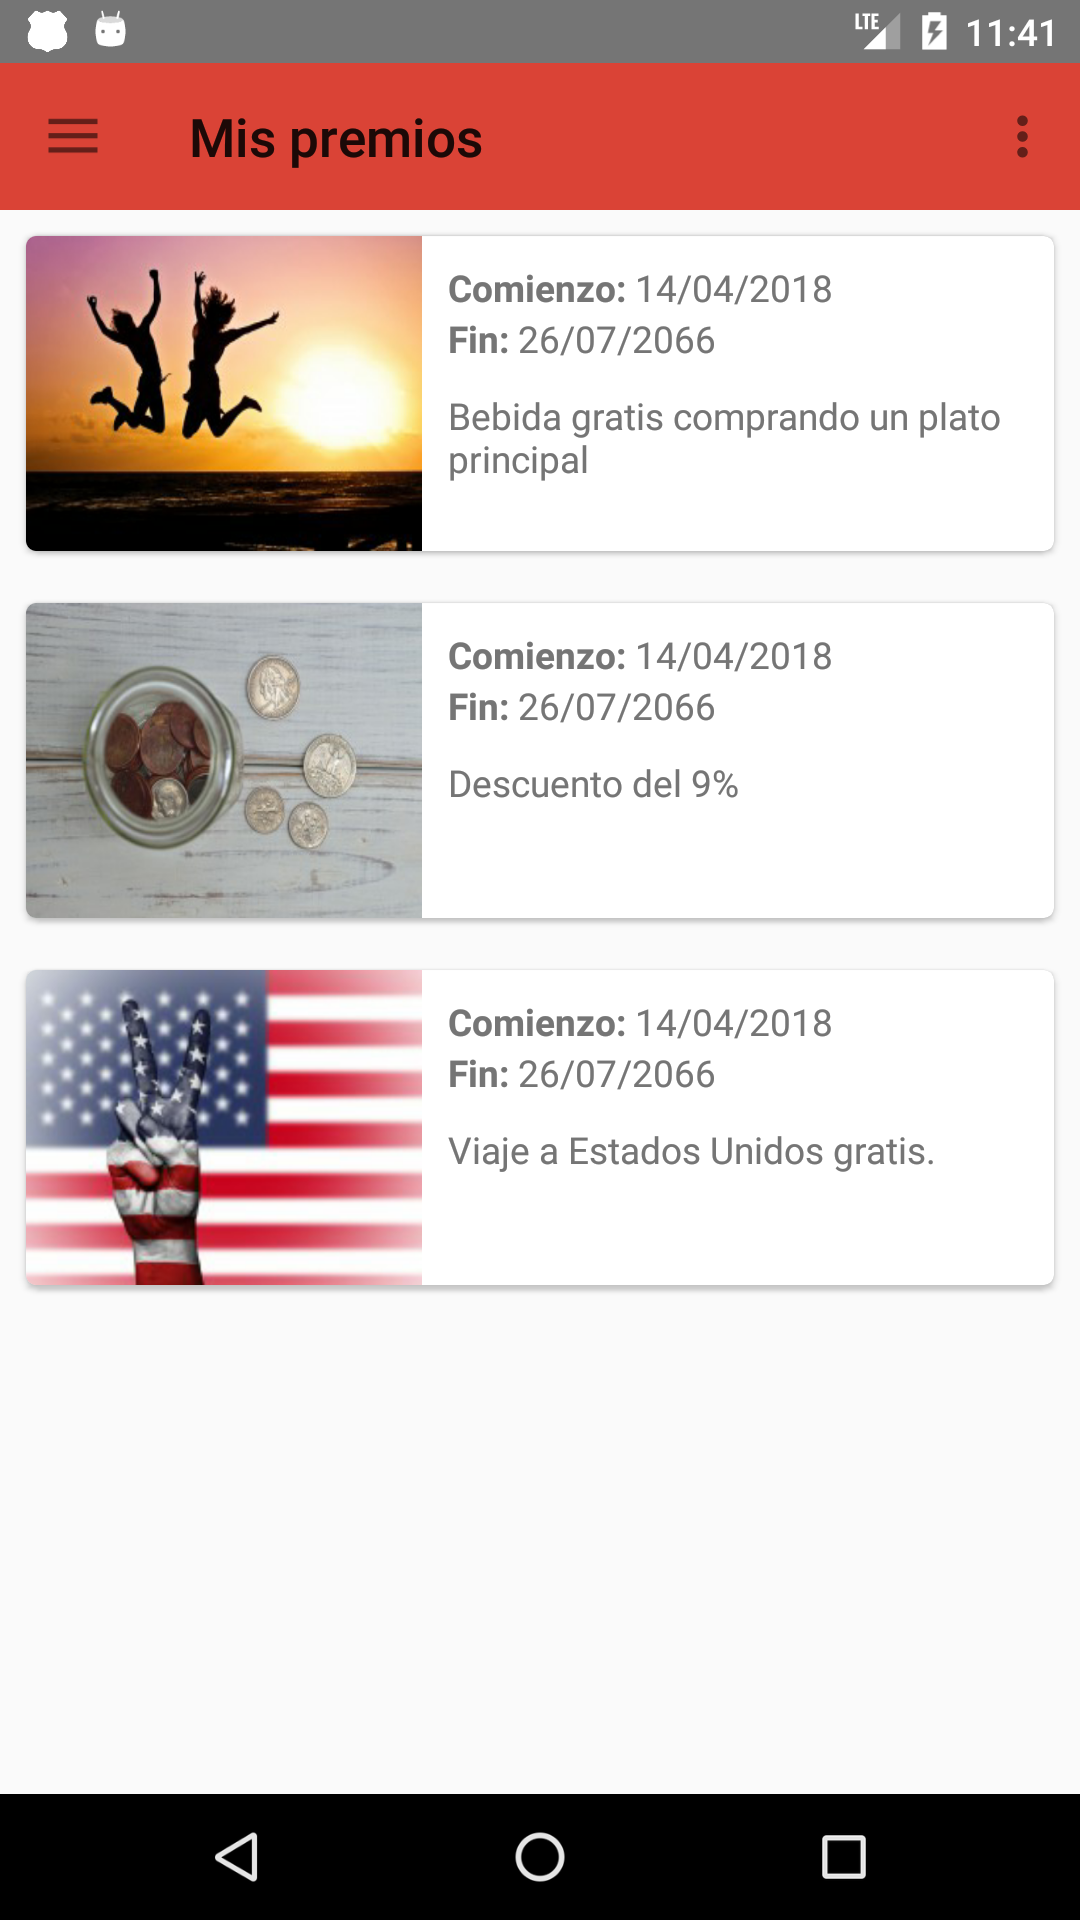 LTE 11:41
Mis premios
Comienzo: 14/04/2018
Fin: 26/07/2066
Bebida gratis comprando un plato
principal
Comienzo: 14/04/2018
Fin: 26/07/2066
Descuento del 9%
Comienzo: 14/04/2018
Fin: 26/07/2066
Viaje a Estados Unidos gratis.